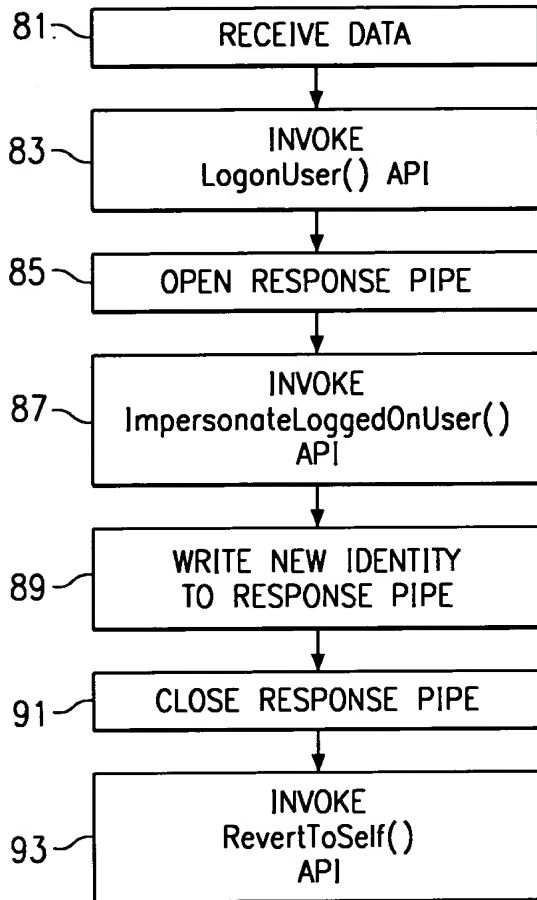 81
RECEIVE DATA
83
INVOKE
LogonUser() API
85
OPEN RESPONSE PIPE
87
INVOKE
ImpersonateLoggedOnUser()
API
89
WRITE NEW IDENTITY
TO RESPONSE PIPE
91
CLOSE RESPONSE PIPE
93
INVOKE
RevertToSelf()
API